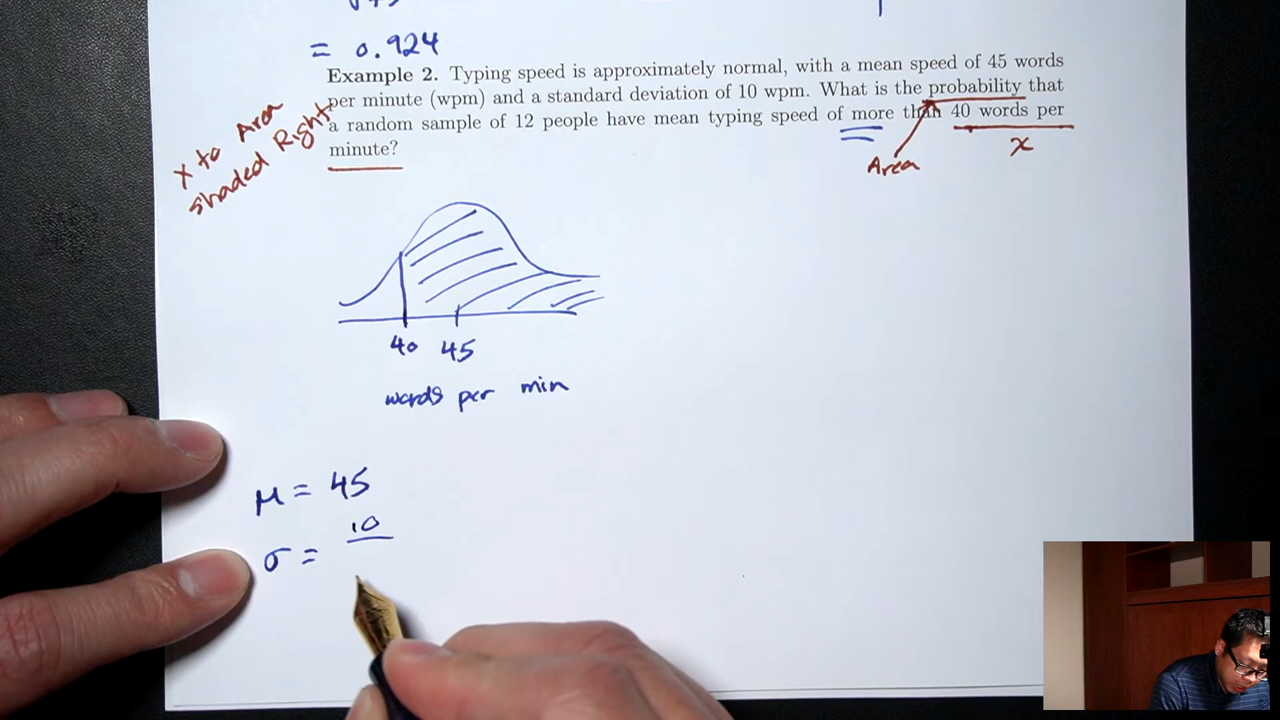 = 0.924
Example 2. Typing speed is approximately normal, with a mean speed of 45 words
per minute (wpm) and a standard deviation of 10 wpm. What is the probability that
a random sample of 12 people have mean typing speed of more than 40 words per
minute?
x to Area
shaded Right
Area
x
40 45
words per min
μ = 45
σ = 10